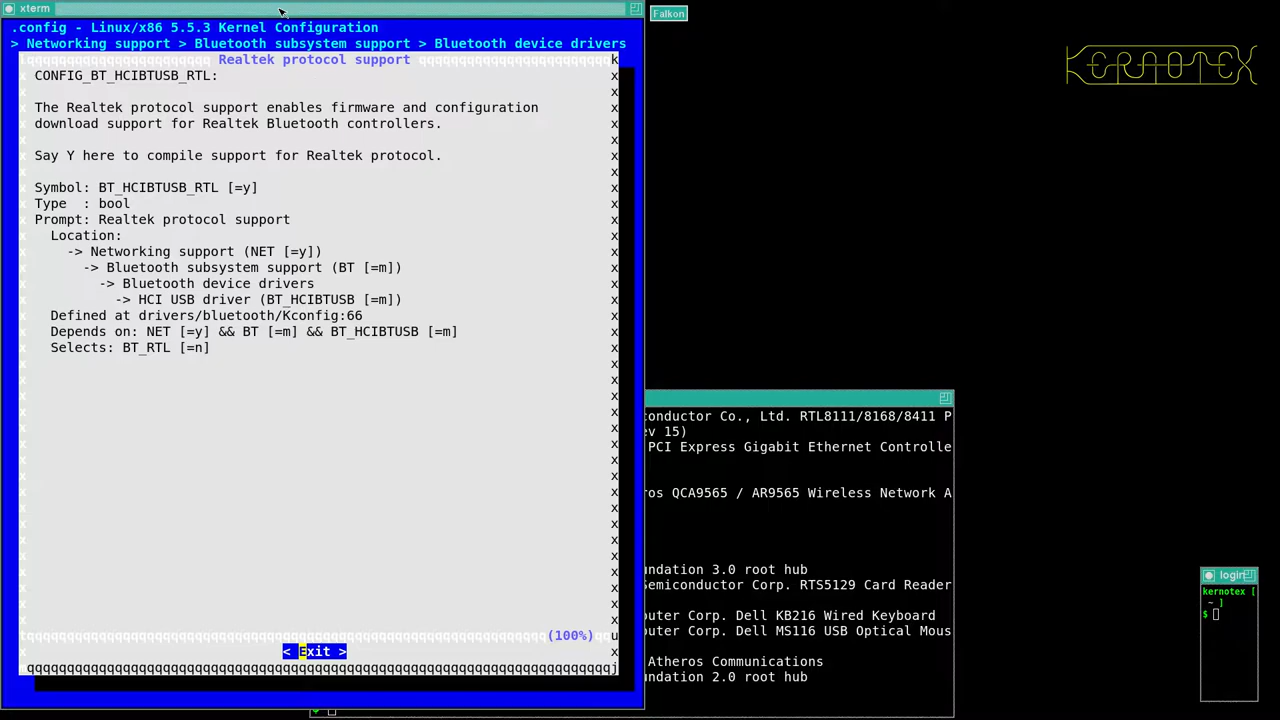 xterm
.config - Linux/x86 5.5.3 Kernel Configuration
> Networking support > Bluetooth subsystem support > Bluetooth device drivers
Realtek protocol support
CONFIG_BT_HCIBTUSB_RTL:
The Realtek protocol support enables firmware and configuration
download support for Realtek Bluetooth controllers.
Say Y here to compile support for Realtek protocol.
Symbol: BT_HCIBTUSB_RTL [=y]
Type  : bool
Prompt: Realtek protocol support
Location:
-> Networking support (NET [=y])
-> Bluetooth subsystem support (BT [=m])
-> Bluetooth device drivers
-> HCI USB driver (BT_HCIBTUSB [=m])
Defined at drivers/bluetooth/Kconfig:66
Depends on: NET [=y] && BT [=m] && BT_HCIBTUSB [=m]
Selects: BT_RTL [=n]
(100%)
< Exit >
Falkon
KERNOTEX
onductor Co., Ltd. RTL8111/8168/8411 P
ev 15)
PCI Express Gigabit Ethernet Controlle
ros QCA9565 / AR9565 Wireless Network A
undation 3.0 root hub
Semiconductor Corp. RTS5129 Card Reader
puter Corp. Dell KB216 Wired Keyboard
puter Corp. Dell MS116 USB Optical Mous
Atheros Communications
undation 2.0 root hub
$
login
kernotex [
~ ]
$